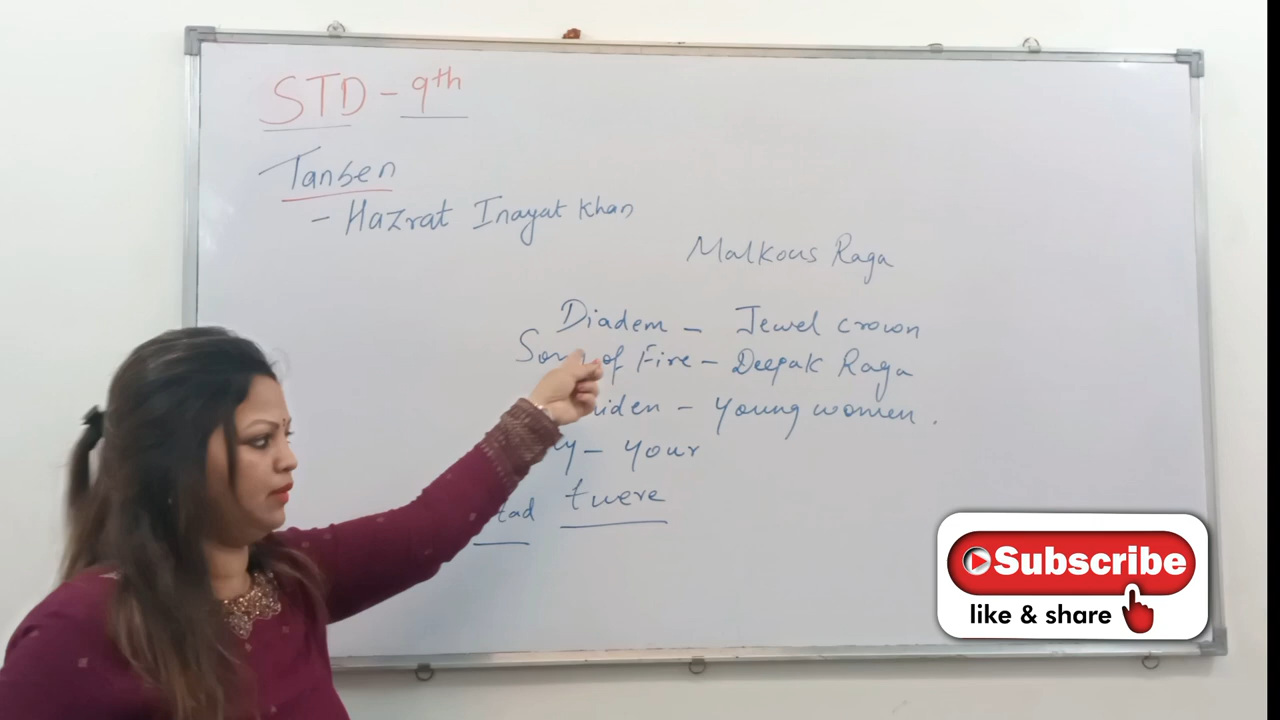 STD - 9th
Tansen
- Hazrat Inayat Khan
Malkous Raga
Diadem - Jewel crown
of Fire - Deepak Raga
- Young women.
- your
twere
Subscribe
like & share